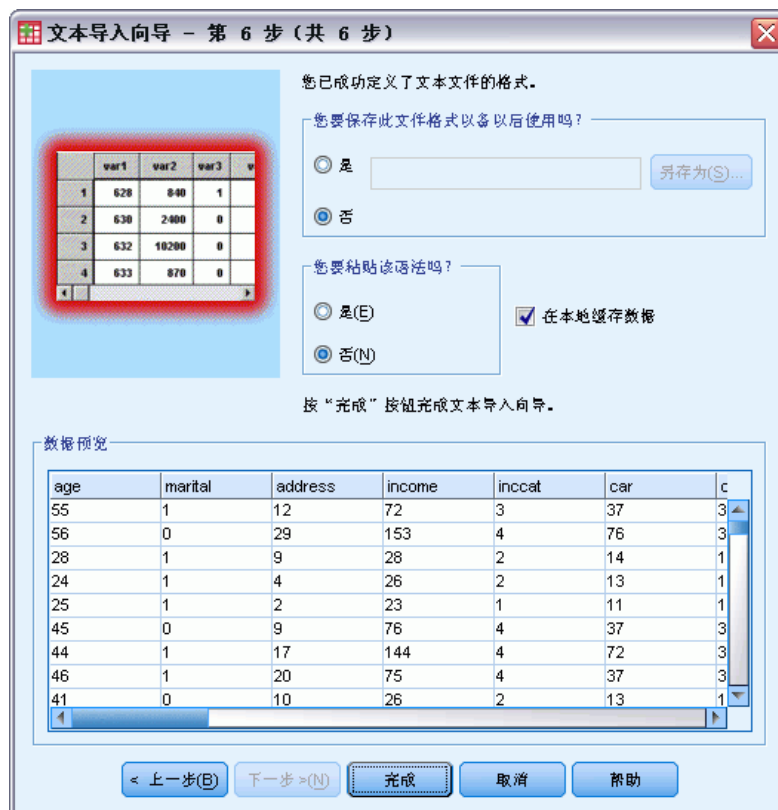 文本导入向导 - 第 6 步（共 6 步）
您已成功定义了文本文件的格式。
您要保存此文件格式以备以后使用吗？
var1 var2 var3 v
1 628 840 1
2 630 2400 0
3 632 10200 0
4 633 870 0
是
另存为(S)...
否
您要粘贴该语法吗？
是(E)
在本地缓存数据
否(N)
按“完成”按钮完成文本导入向导。
数据预览
age marital address income inccat car c
55 1 12 72 3 37 3
56 0 29 153 4 76 3
28 1 9 28 2 14 1
24 1 4 26 2 13 1
25 1 2 23 1 11 1
45 0 9 76 4 37 3
44 1 17 144 4 72 3
46 1 20 75 4 37 3
41 0 10 26 2 13 1
< 上一步(B) 下一步 >(N) 完成 取消 帮助